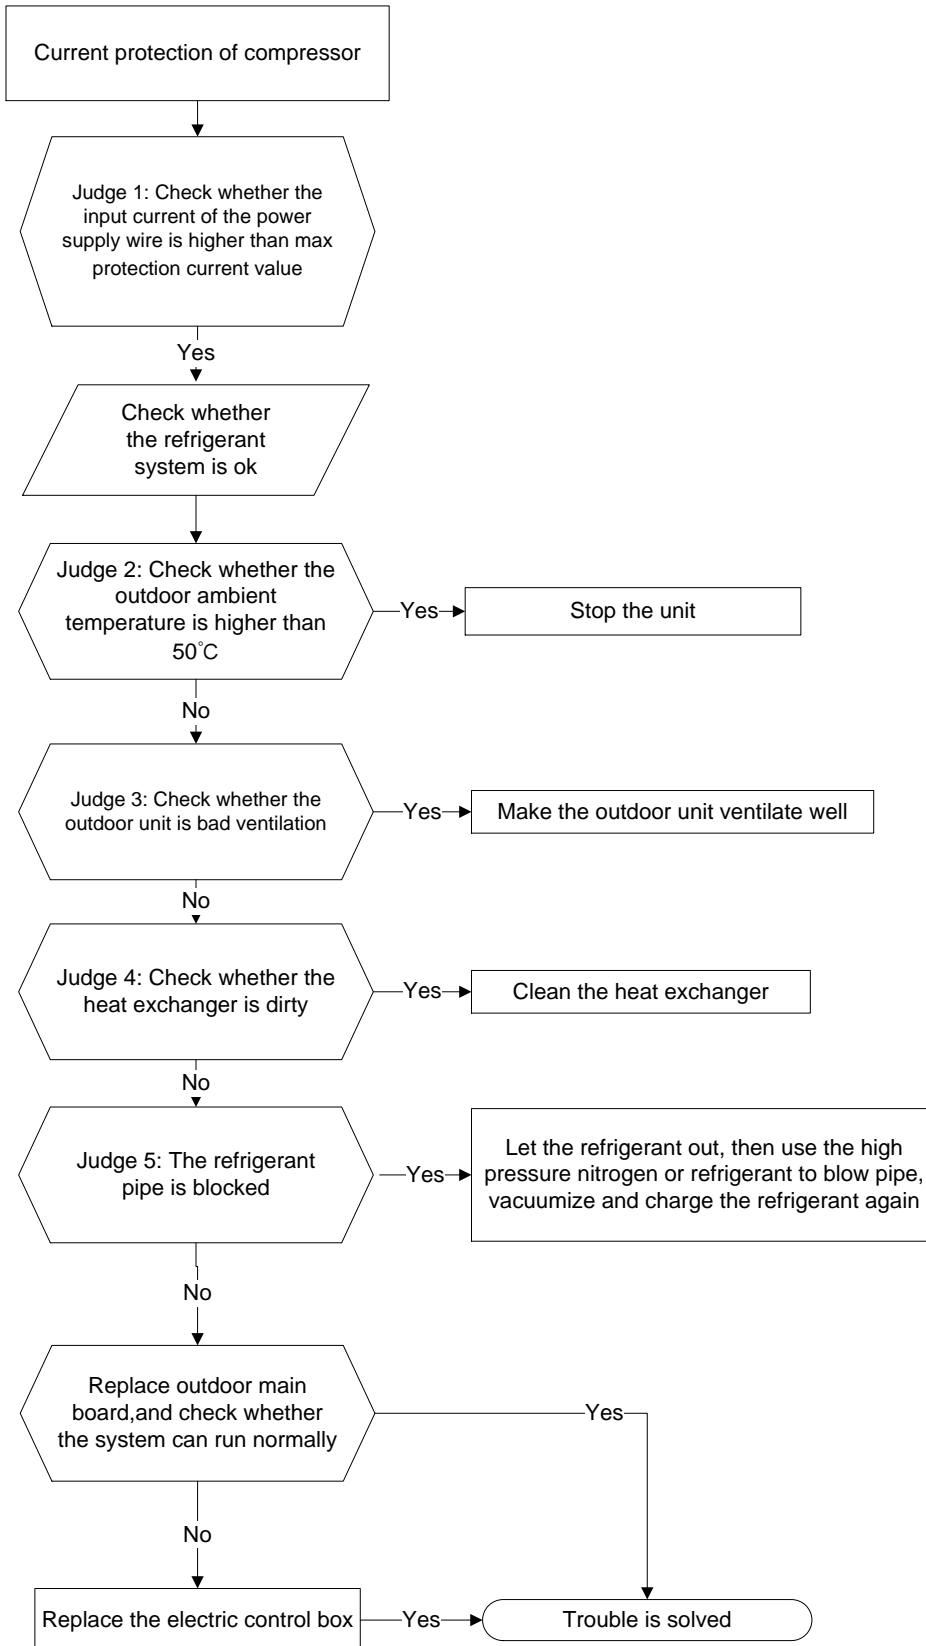 Current protection of compressor
Judge 1: Check whether the
input current of the power
supply wire is higher than max
protection current value
Yes
Check whether
the refrigerant
system is ok
Judge 2: Check whether the
outdoor ambient
temperature is higher than
50°C
Yes
Stop the unit
No
Judge 3: Check whether the
outdoor unit is bad ventilation
Yes
Make the outdoor unit ventilate well
No
Judge 4: Check whether the
heat exchanger is dirty
Yes
Clean the heat exchanger
No
Judge 5: The refrigerant
pipe is blocked
Yes
Let the refrigerant out, then use the high
pressure nitrogen or refrigerant to blow pipe,
vacuumize and charge the refrigerant again
No
Replace outdoor main
board,and check whether
the system can run normally
Yes
No
Replace the electric control box
Yes
Trouble is solved